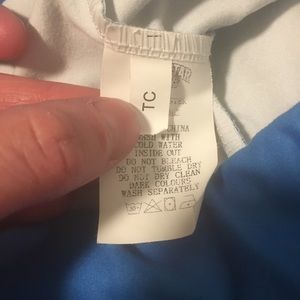 TC
CHINA
WITH
COLD WATER
INSIDE OUT
DO NOT BLEACH
DO NOT TUMBLE DRY
DO NOT DRY CLEAN
DARK COLOURS
WASH SEPARATELY